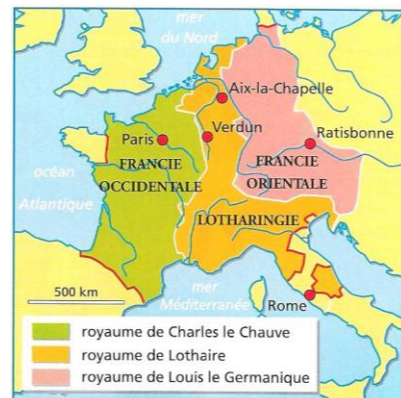 mer
du Nord
Aix-la-Chapelle
Verdun
Paris
Ratisbonne
FRANCIE
OCCIDENTALE
FRANCIE
ORIENTALE
océan
Atlantique
LOTHARINGIE
500 km
mer
Méditerranée
Rome
royaume de Charles le Chauve
royaume de Lothaire
royaume de Louis le Germanique